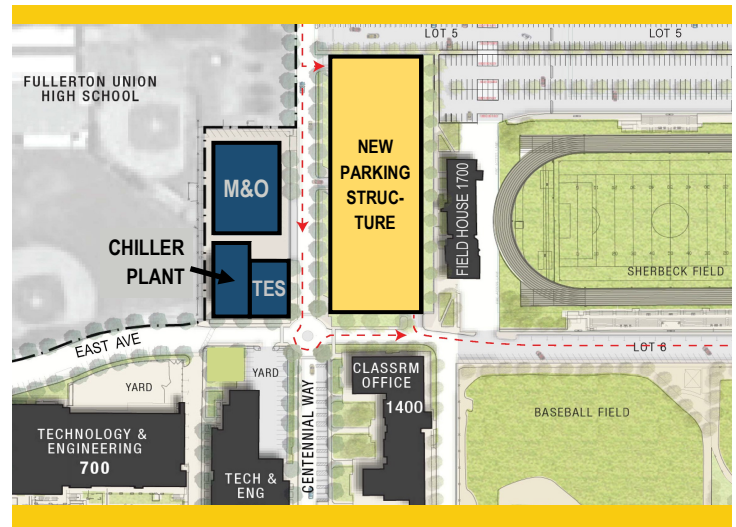 LOT 5
LOT 5
FULLERTON UNION
HIGH SCHOOL
NEW
PARKING
STRUC-
TURE
M&O
FIELD HOUSE 1700
CHILLER
PLANT
TES
SHERBECK FIELD
EAST AVE
LOT 6
YARD
YARD
CENTENNIAL WAY
CLASSRM
OFFICE
1400
BASEBALL FIELD
TECHNOLOGY &
ENGINEERING
700
TECH &
ENG